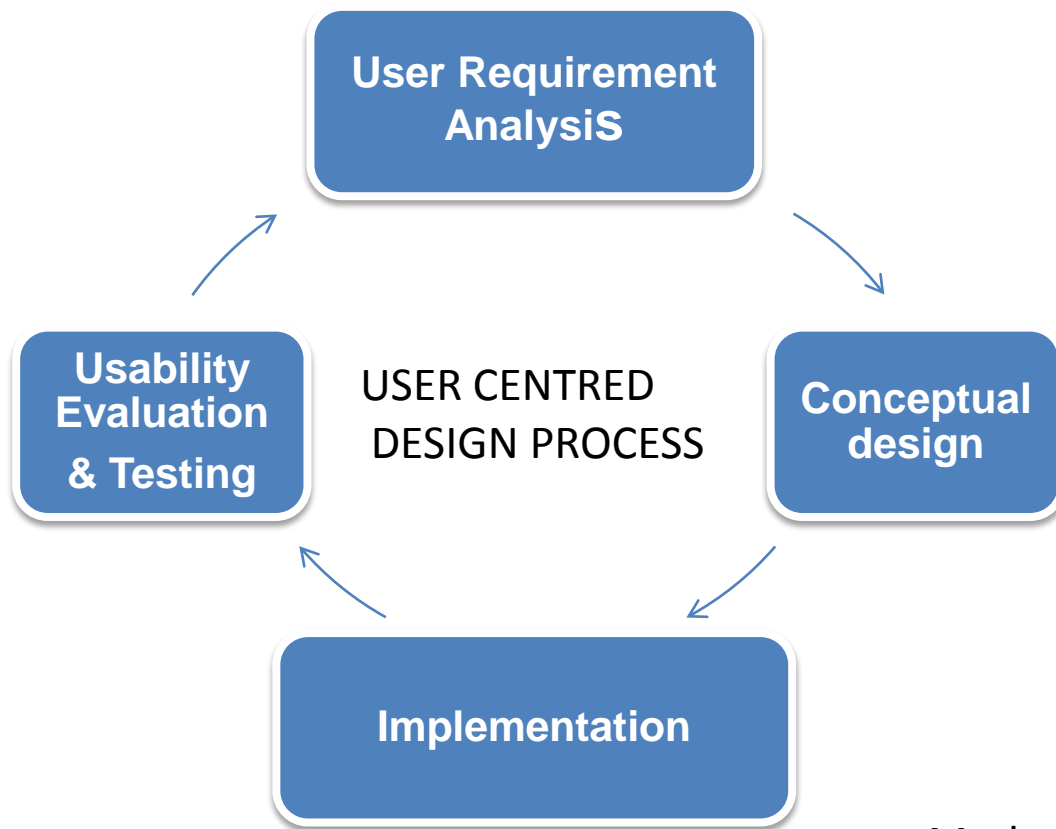 User Requirement
Analysis
Usability
Evaluation
& Testing
USER CENTRED
DESIGN PROCESS
Conceptual
design
Implementation